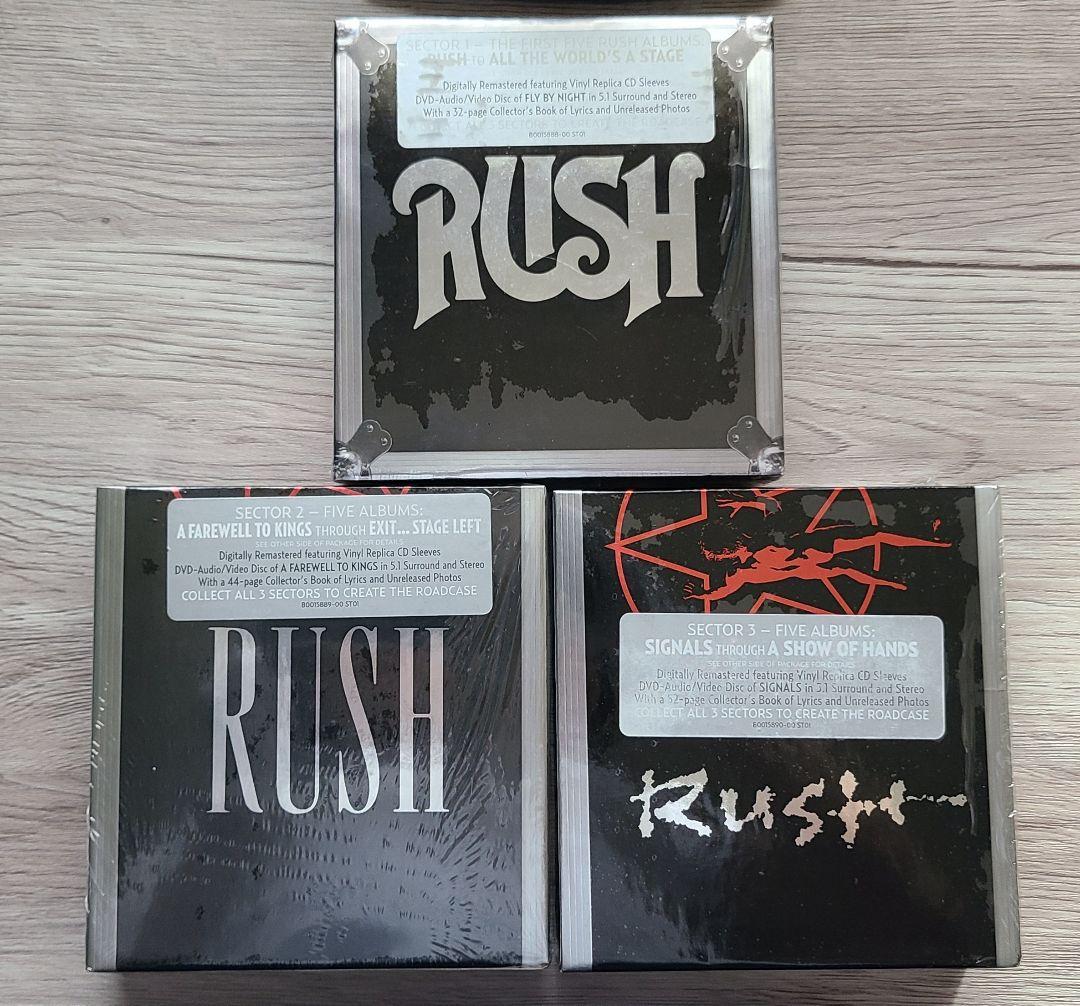 SECTOR 1 – THE FIRST FIVE RUSH ALBUMS:
RUSH TO ALL THE WORLD'S A STAGE
Digitally Remastered featuring Vinyl Replica CD Sleeves
DVD-Audio/Video Disc of FLY BY NIGHT in 5.1 Surround and Stereo
With a 32-page Collector's Book of Lyrics and Unreleased Photos
COLLECT ALL 3 SECTORS TO CREATE THE ROADCASE
B0015888-00 ST01
RUSH
SECTOR 2 – FIVE ALBUMS:
A FAREWELL TO KINGS THROUGH EXIT... STAGE LEFT
SEE OTHER SIDE OF PACKAGE FOR DETAILS
Digitally Remastered featuring Vinyl Replica CD Sleeves
DVD-Audio/Video Disc of A FAREWELL TO KINGS in 5.1 Surround and Stereo
With a 44-page Collector's Book of Lyrics and Unreleased Photos
COLLECT ALL 3 SECTORS TO CREATE THE ROADCASE
B0015889-00 ST01
RUSH
SECTOR 3 – FIVE ALBUMS:
SIGNALS THROUGH A SHOW OF HANDS
SEE OTHER SIDE OF PACKAGE FOR DETAILS
Digitally Remastered featuring Vinyl Replica CD Sleeves
DVD-Audio/Video Disc of SIGNALS in 5.1 Surround and Stereo
With a 52-page Collector's Book of Lyrics and Unreleased Photos
COLLECT ALL 3 SECTORS TO CREATE THE ROADCASE
B0015890-00 ST01
RUSH